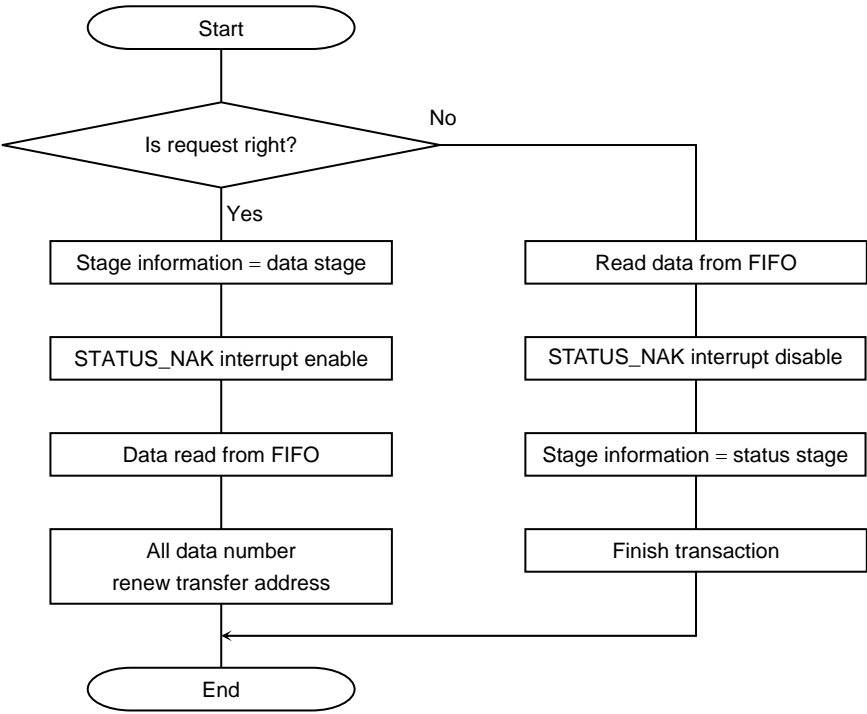 Start
No
Is request right?
Yes
Stage information = data stage
Read data from FIFO
STATUS_NAK interrupt enable
STATUS_NAK interrupt disable
Data read from FIFO
Stage information = status stage
All data number
renew transfer address
Finish transaction
End